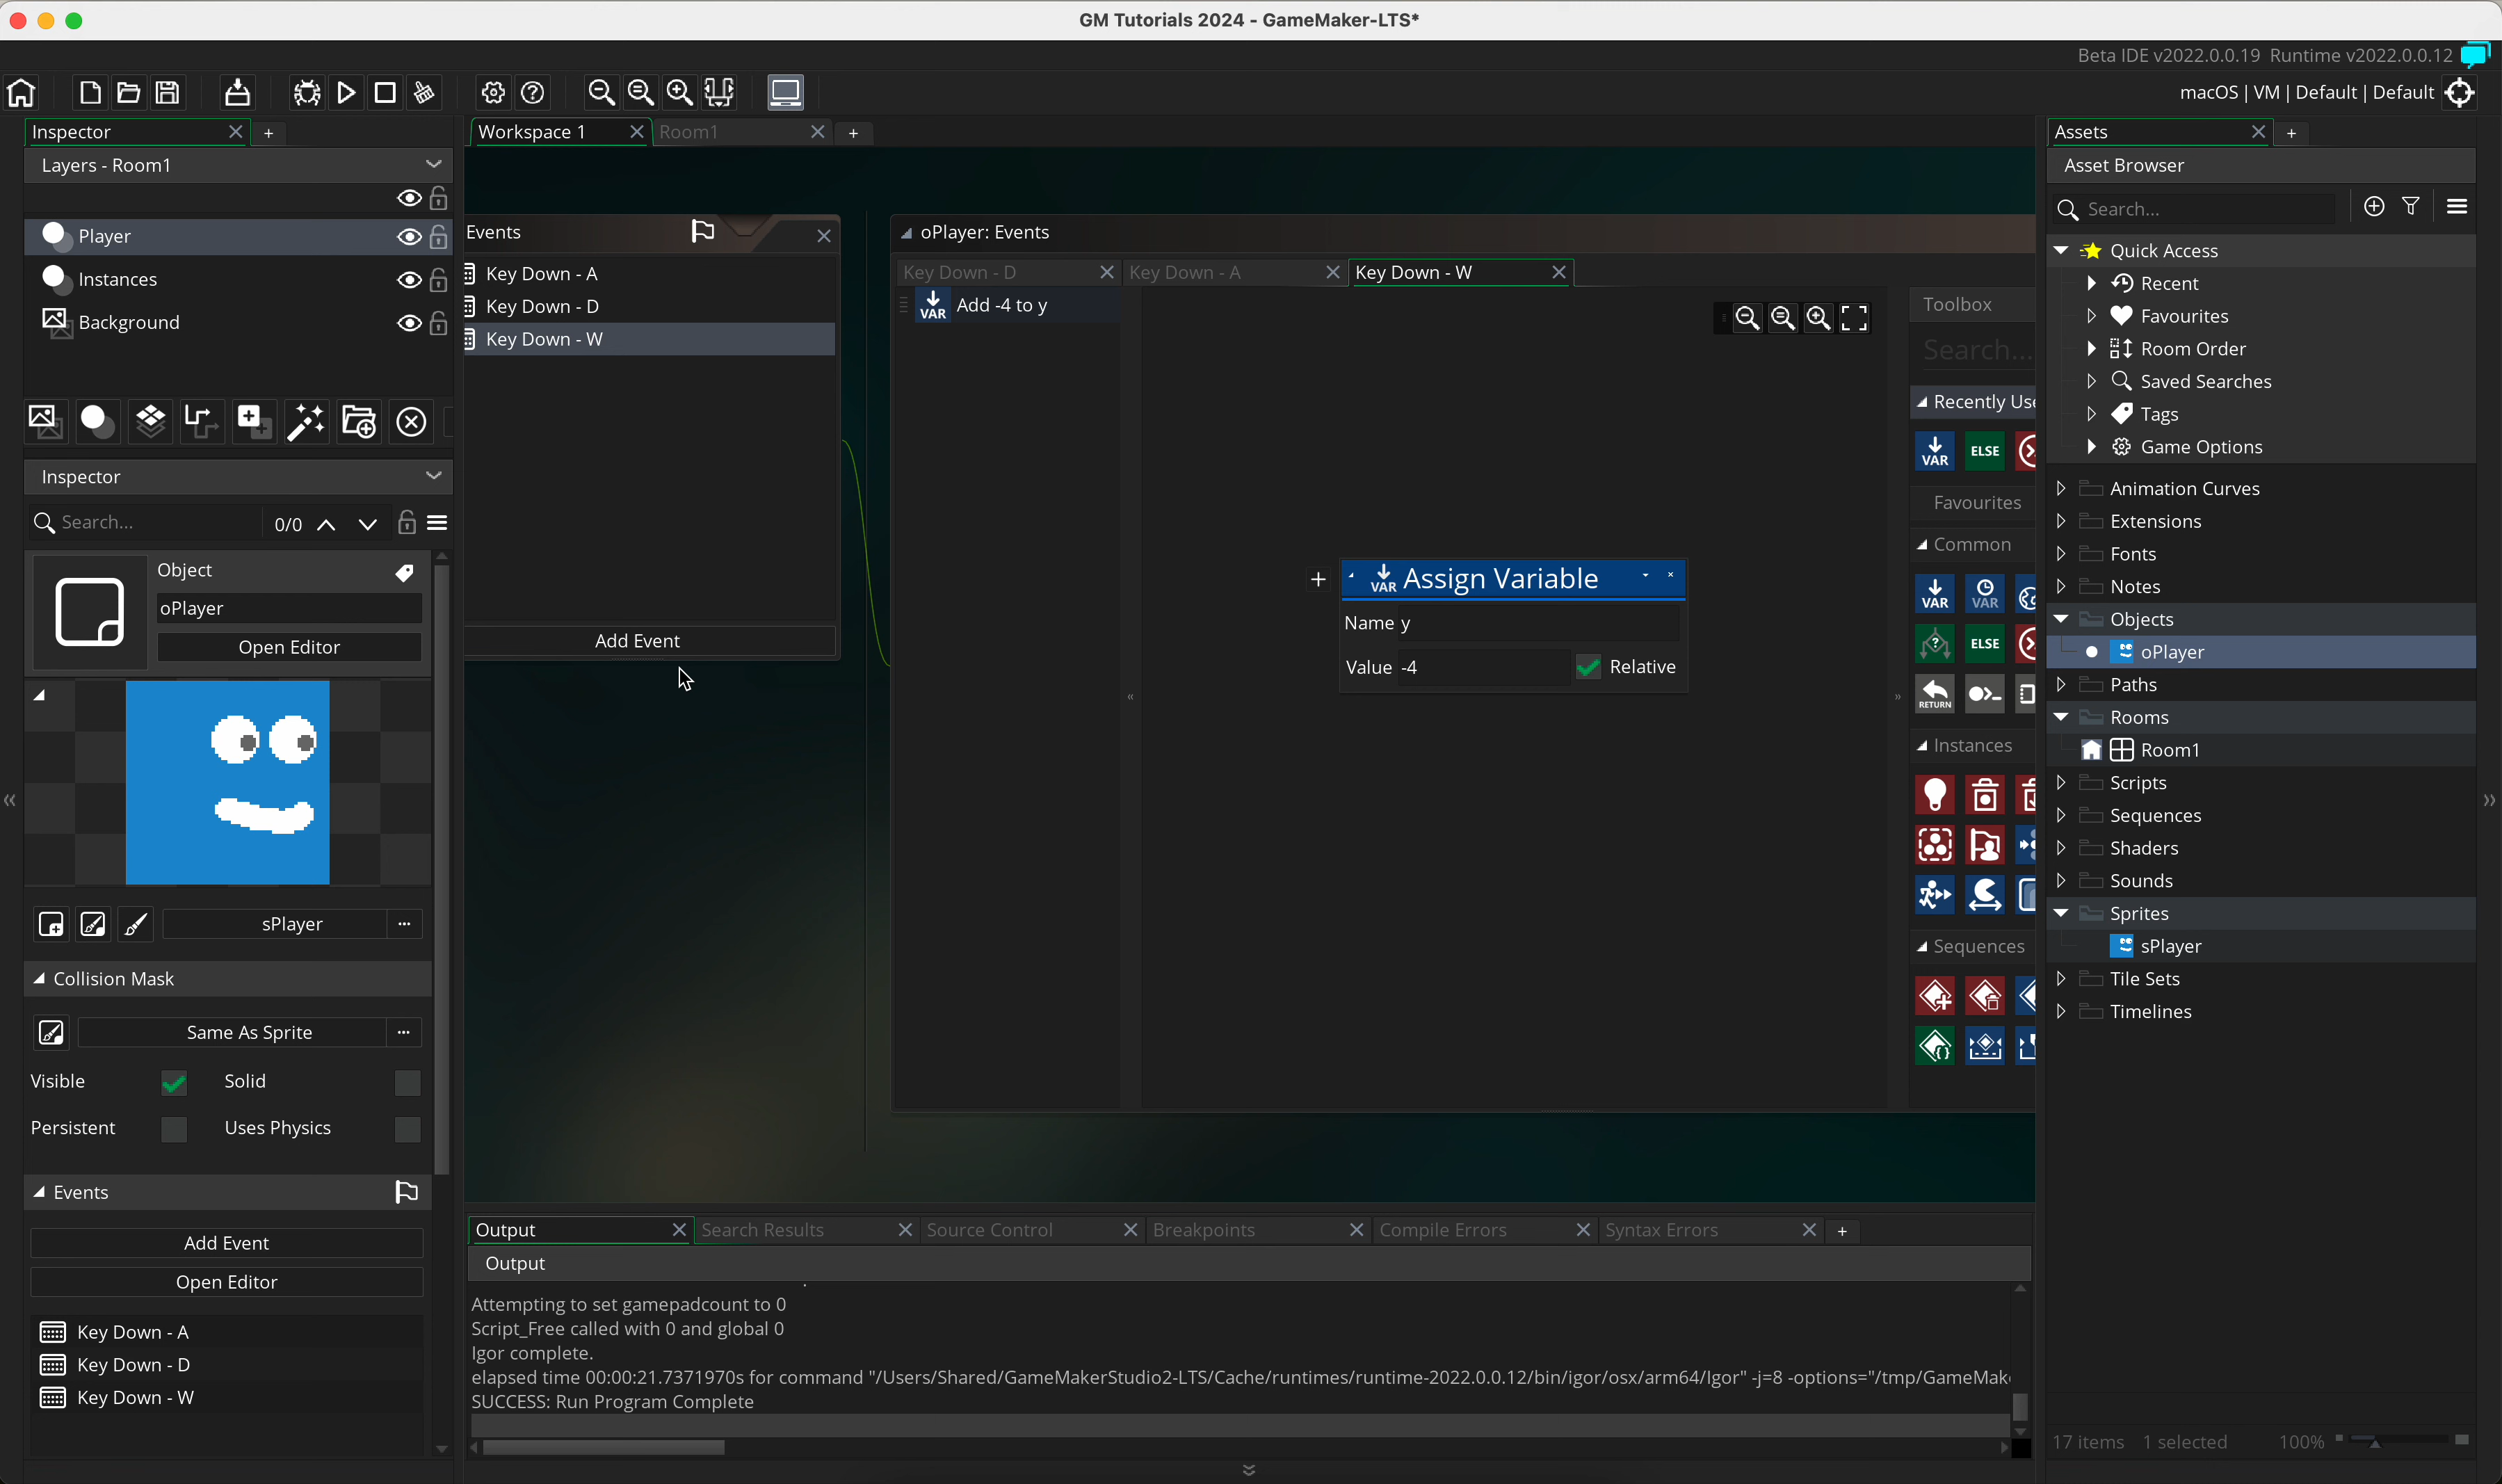 GM Tutorials 2024 - GameMaker-LTS*
Beta IDE v2022.0.0.19 Runtime v2022.0.0.12
macOS | VM | Default | Default
Inspector
Layers - Room1
Player
Instances
Background
Inspector
Search...
0/0
Object
oPlayer
Open Editor
sPlayer
...
Collision Mask
Same As Sprite
...
Visible
Solid
Persistent
Uses Physics
Events
Add Event
Open Editor
Key Down - A
Key Down - D
Key Down - W
Workspace 1
Room1
Events
Key Down - A
Key Down - D
Key Down - W
Add Event
oPlayer: Events
Key Down - D
Key Down - A
Key Down - W
VAR
Add -4 to y
VAR Assign Variable
Name y
Value -4
Relative
Toolbox
Search...
Recently Use
VAR
ELSE
Favourites
Common
VAR
VAR
ELSE
RETURN
Instances
Sequences
Output
Search Results
Source Control
Breakpoints
Compile Errors
Syntax Errors
Output
Attempting to set gamepadcount to 0
Script_Free called with 0 and global 0
Igor complete.
elapsed time 00:00:21.7371970s for command "/Users/Shared/GameMakerStudio2-LTS/Cache/runtimes/runtime-2022.0.0.12/bin/igor/osx/arm64/Igor" -j=8 -options="/tmp/GameMak
SUCCESS: Run Program Complete
Assets
Asset Browser
Search...
Quick Access
Recent
Favourites
Room Order
Saved Searches
Tags
Game Options
Animation Curves
Extensions
Fonts
Notes
Objects
oPlayer
Paths
Rooms
Room1
Scripts
Sequences
Shaders
Sounds
Sprites
sPlayer
Tile Sets
Timelines
17 items
1 selected
100%